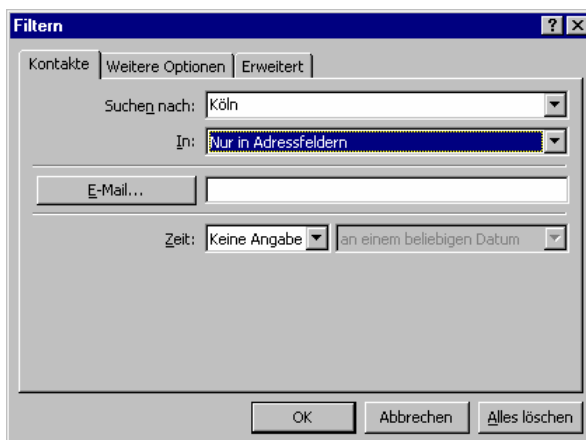 Filtern
Kontakte Weitere Optionen Erweitert
Suchen nach: Köln
In: Nur in Adressfeldern
E-Mail...
Zeit: Keine Angabe an einem beliebigen Datum
OK Abbrechen Alles löschen